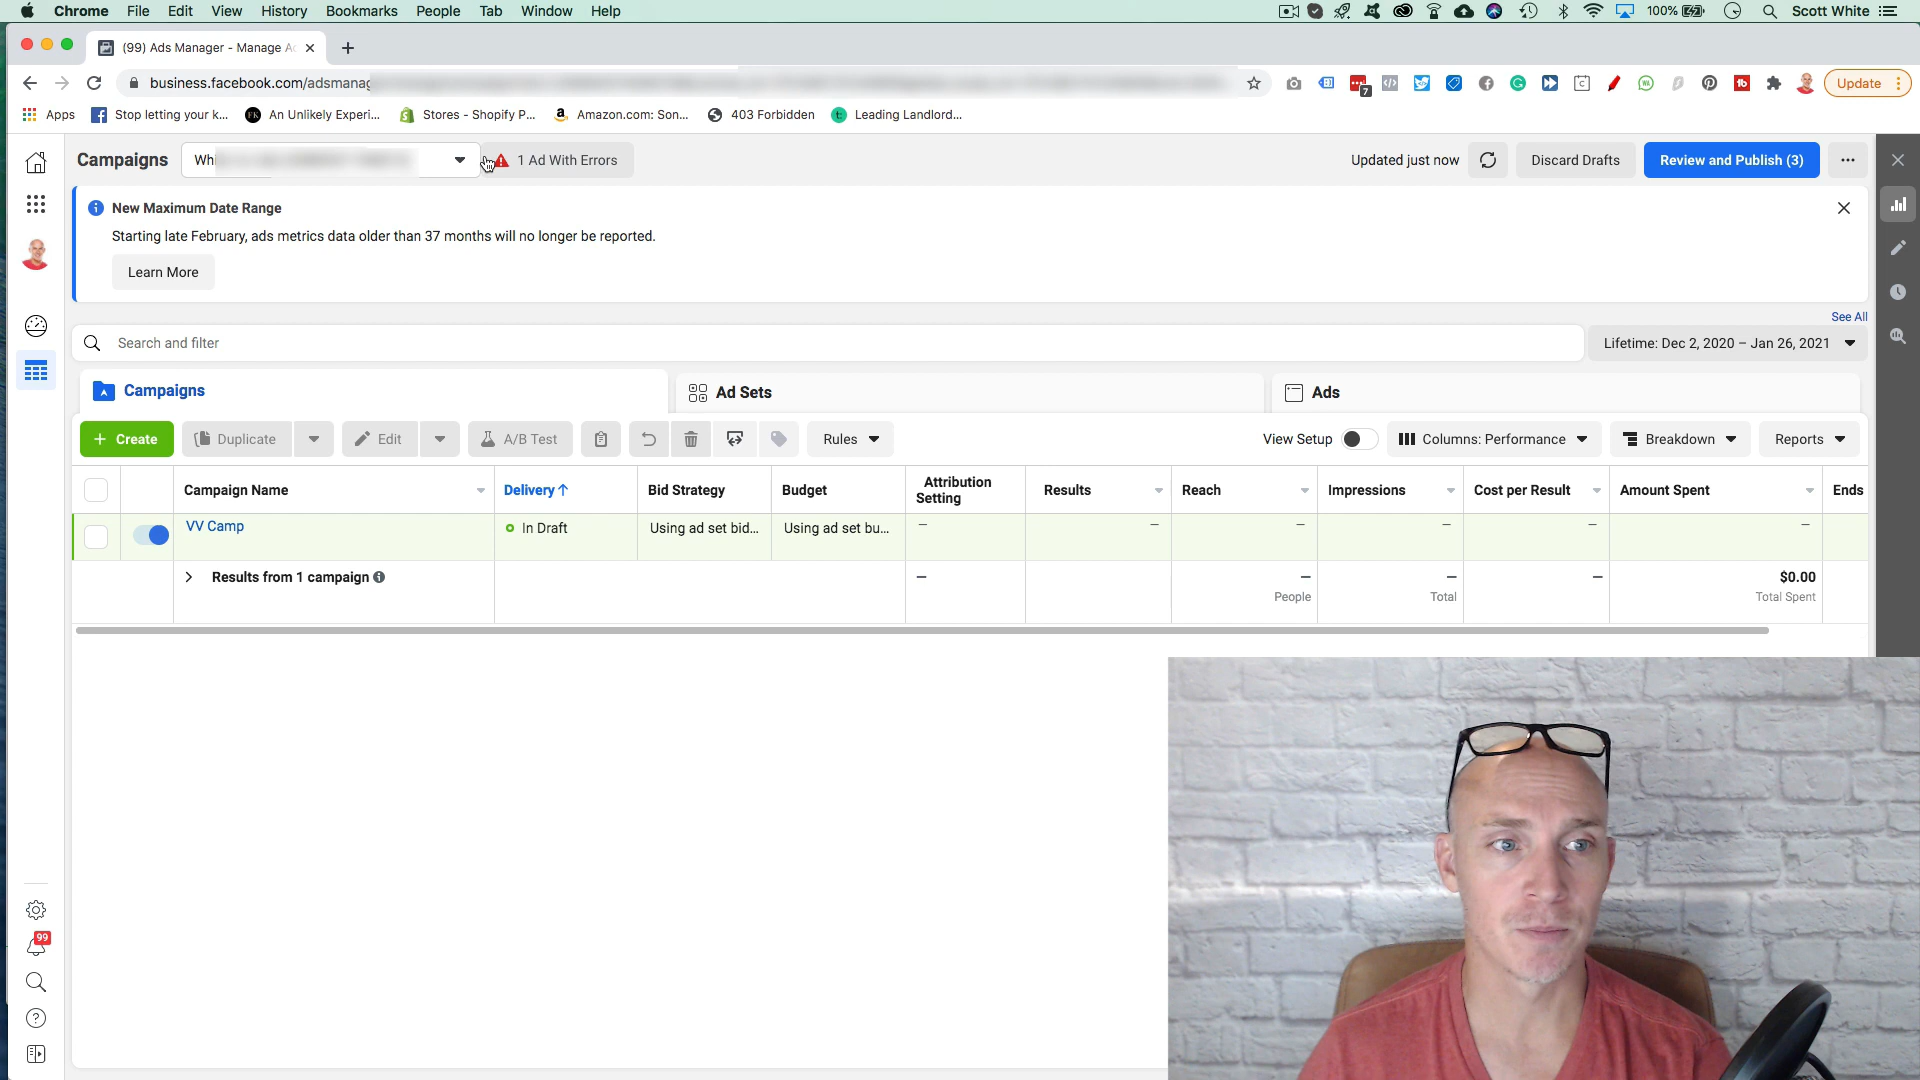 Chrome File Edit View History Bookmarks People Tab Window Help 100% Scott White
(99) Ads Manager - Manage A
business.facebook.com/adsmanag 7 Update
Apps Stop letting your k... An Unlikely Experi... Stores - Shopify P... Amazon.com: Son... 403 Forbidden Leading Landlord...
Campaigns Wh 1 Ad With Errors Updated just now Discard Drafts Review and Publish (3)
New Maximum Date Range
Starting late February, ads metrics data older than 37 months will no longer be reported.
Learn More
See All
Search and filter Lifetime: Dec 2, 2020 – Jan 26, 2021
Campaigns Ad Sets Ads
+ Create Duplicate Edit A/B Test Rules View Setup Columns: Performance Breakdown Reports
Campaign Name Delivery ↑ Bid Strategy Budget Attribution Setting Results Reach Impressions Cost per Result Amount Spent Ends
VV Camp In Draft Using ad set bid... Using ad set bu... — — — — — —
Results from 1 campaign — — — — $0.00
People Total Total Spent
99